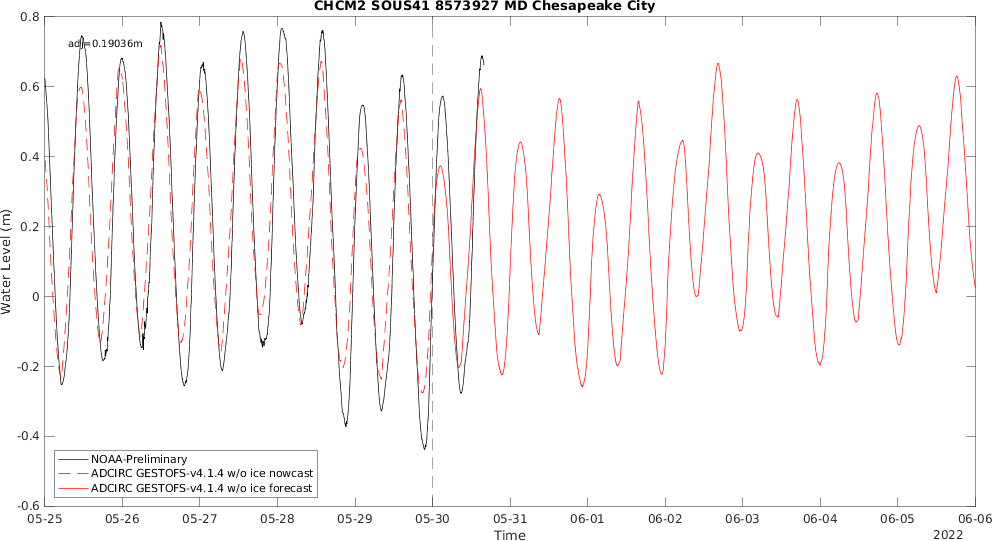 CHCM2 SOUS41 8573927 MD Chesapeake City
adj=0.19036m
0.8
0.6
0.4
0.2
0
-0.2
-0.4
-0.6
Water Level (m)
NOAA-Preliminary
ADCIRC GESTOFS-v4.1.4 w/o ice nowcast
ADCIRC GESTOFS-v4.1.4 w/o ice forecast
05-25 05-26 05-27 05-28 05-29 05-30 05-31 06-01 06-02 06-03 06-04 06-05 06-06
Time
2022